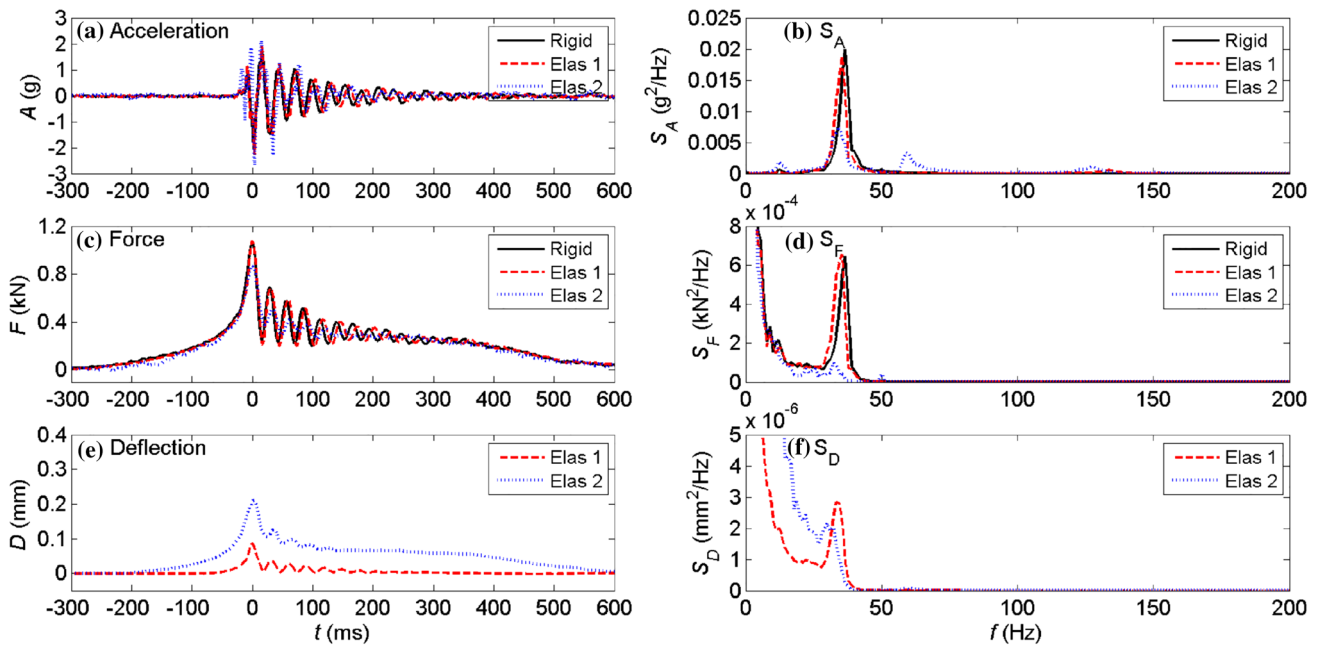 (a) Acceleration
A (g)
3
2
1
0
-1
-2
-3
-300 -200 -100 0 100 200 300 400 500 600
Rigid
Elas 1
Elas 2
(b) S_A
S_A (g²/Hz)
0.025
0.02
0.015
0.01
0.005
0
0 50 100 150 200
Rigid
Elas 1
Elas 2
(c) Force
F (kN)
1.2
0.8
0.4
0
-300 -200 -100 0 100 200 300 400 500 600
Rigid
Elas 1
Elas 2
x 10⁻⁴
(d) S_F
S_F (kN²/Hz)
8
6
4
2
0
0 50 100 150 200
Rigid
Elas 1
Elas 2
(e) Deflection
D (mm)
0.4
0.3
0.2
0.1
0
-300 -200 -100 0 100 200 300 400 500 600
t (ms)
Elas 1
Elas 2
x 10⁻⁶
(f) S_D
S_D (mm²/Hz)
5
4
3
2
1
0
0 50 100 150 200
f (Hz)
Elas 1
Elas 2